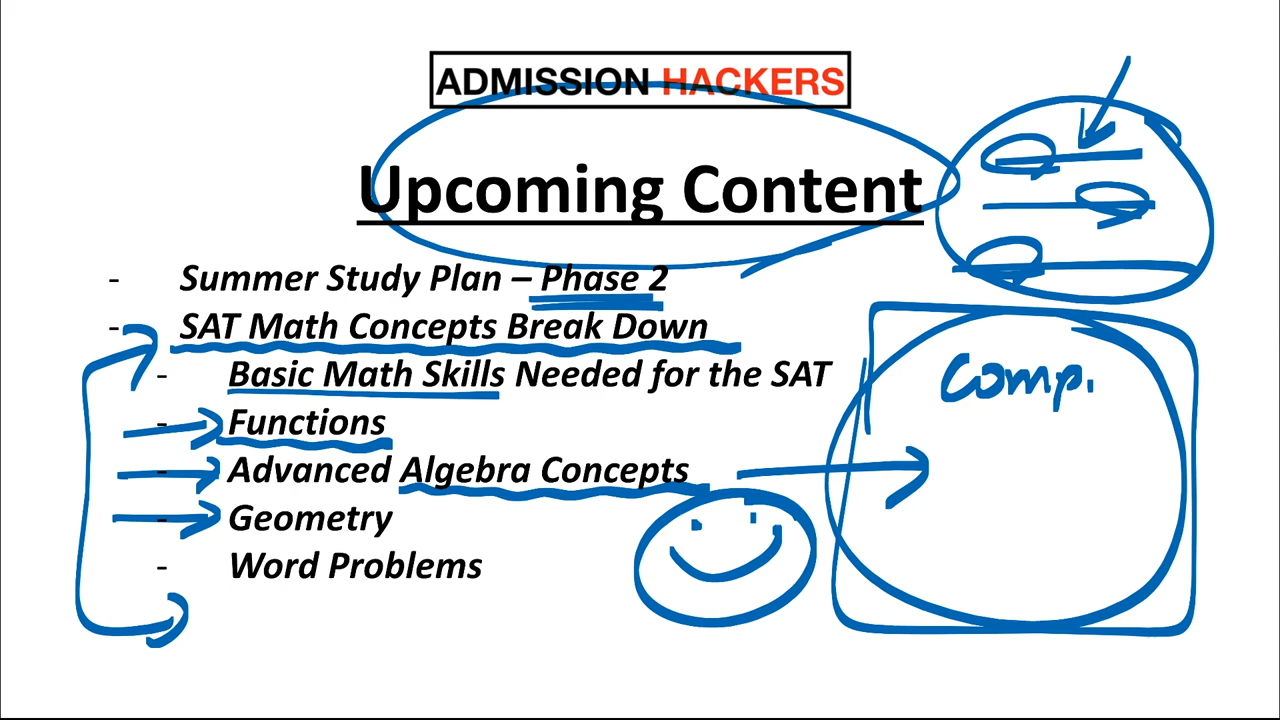 ADMISSION HACKERS
Upcoming Content
- Summer Study Plan – Phase 2
- SAT Math Concepts Break Down
- Basic Math Skills Needed for the SAT
- Functions
- Advanced Algebra Concepts
- Geometry
- Word Problems
Comp.